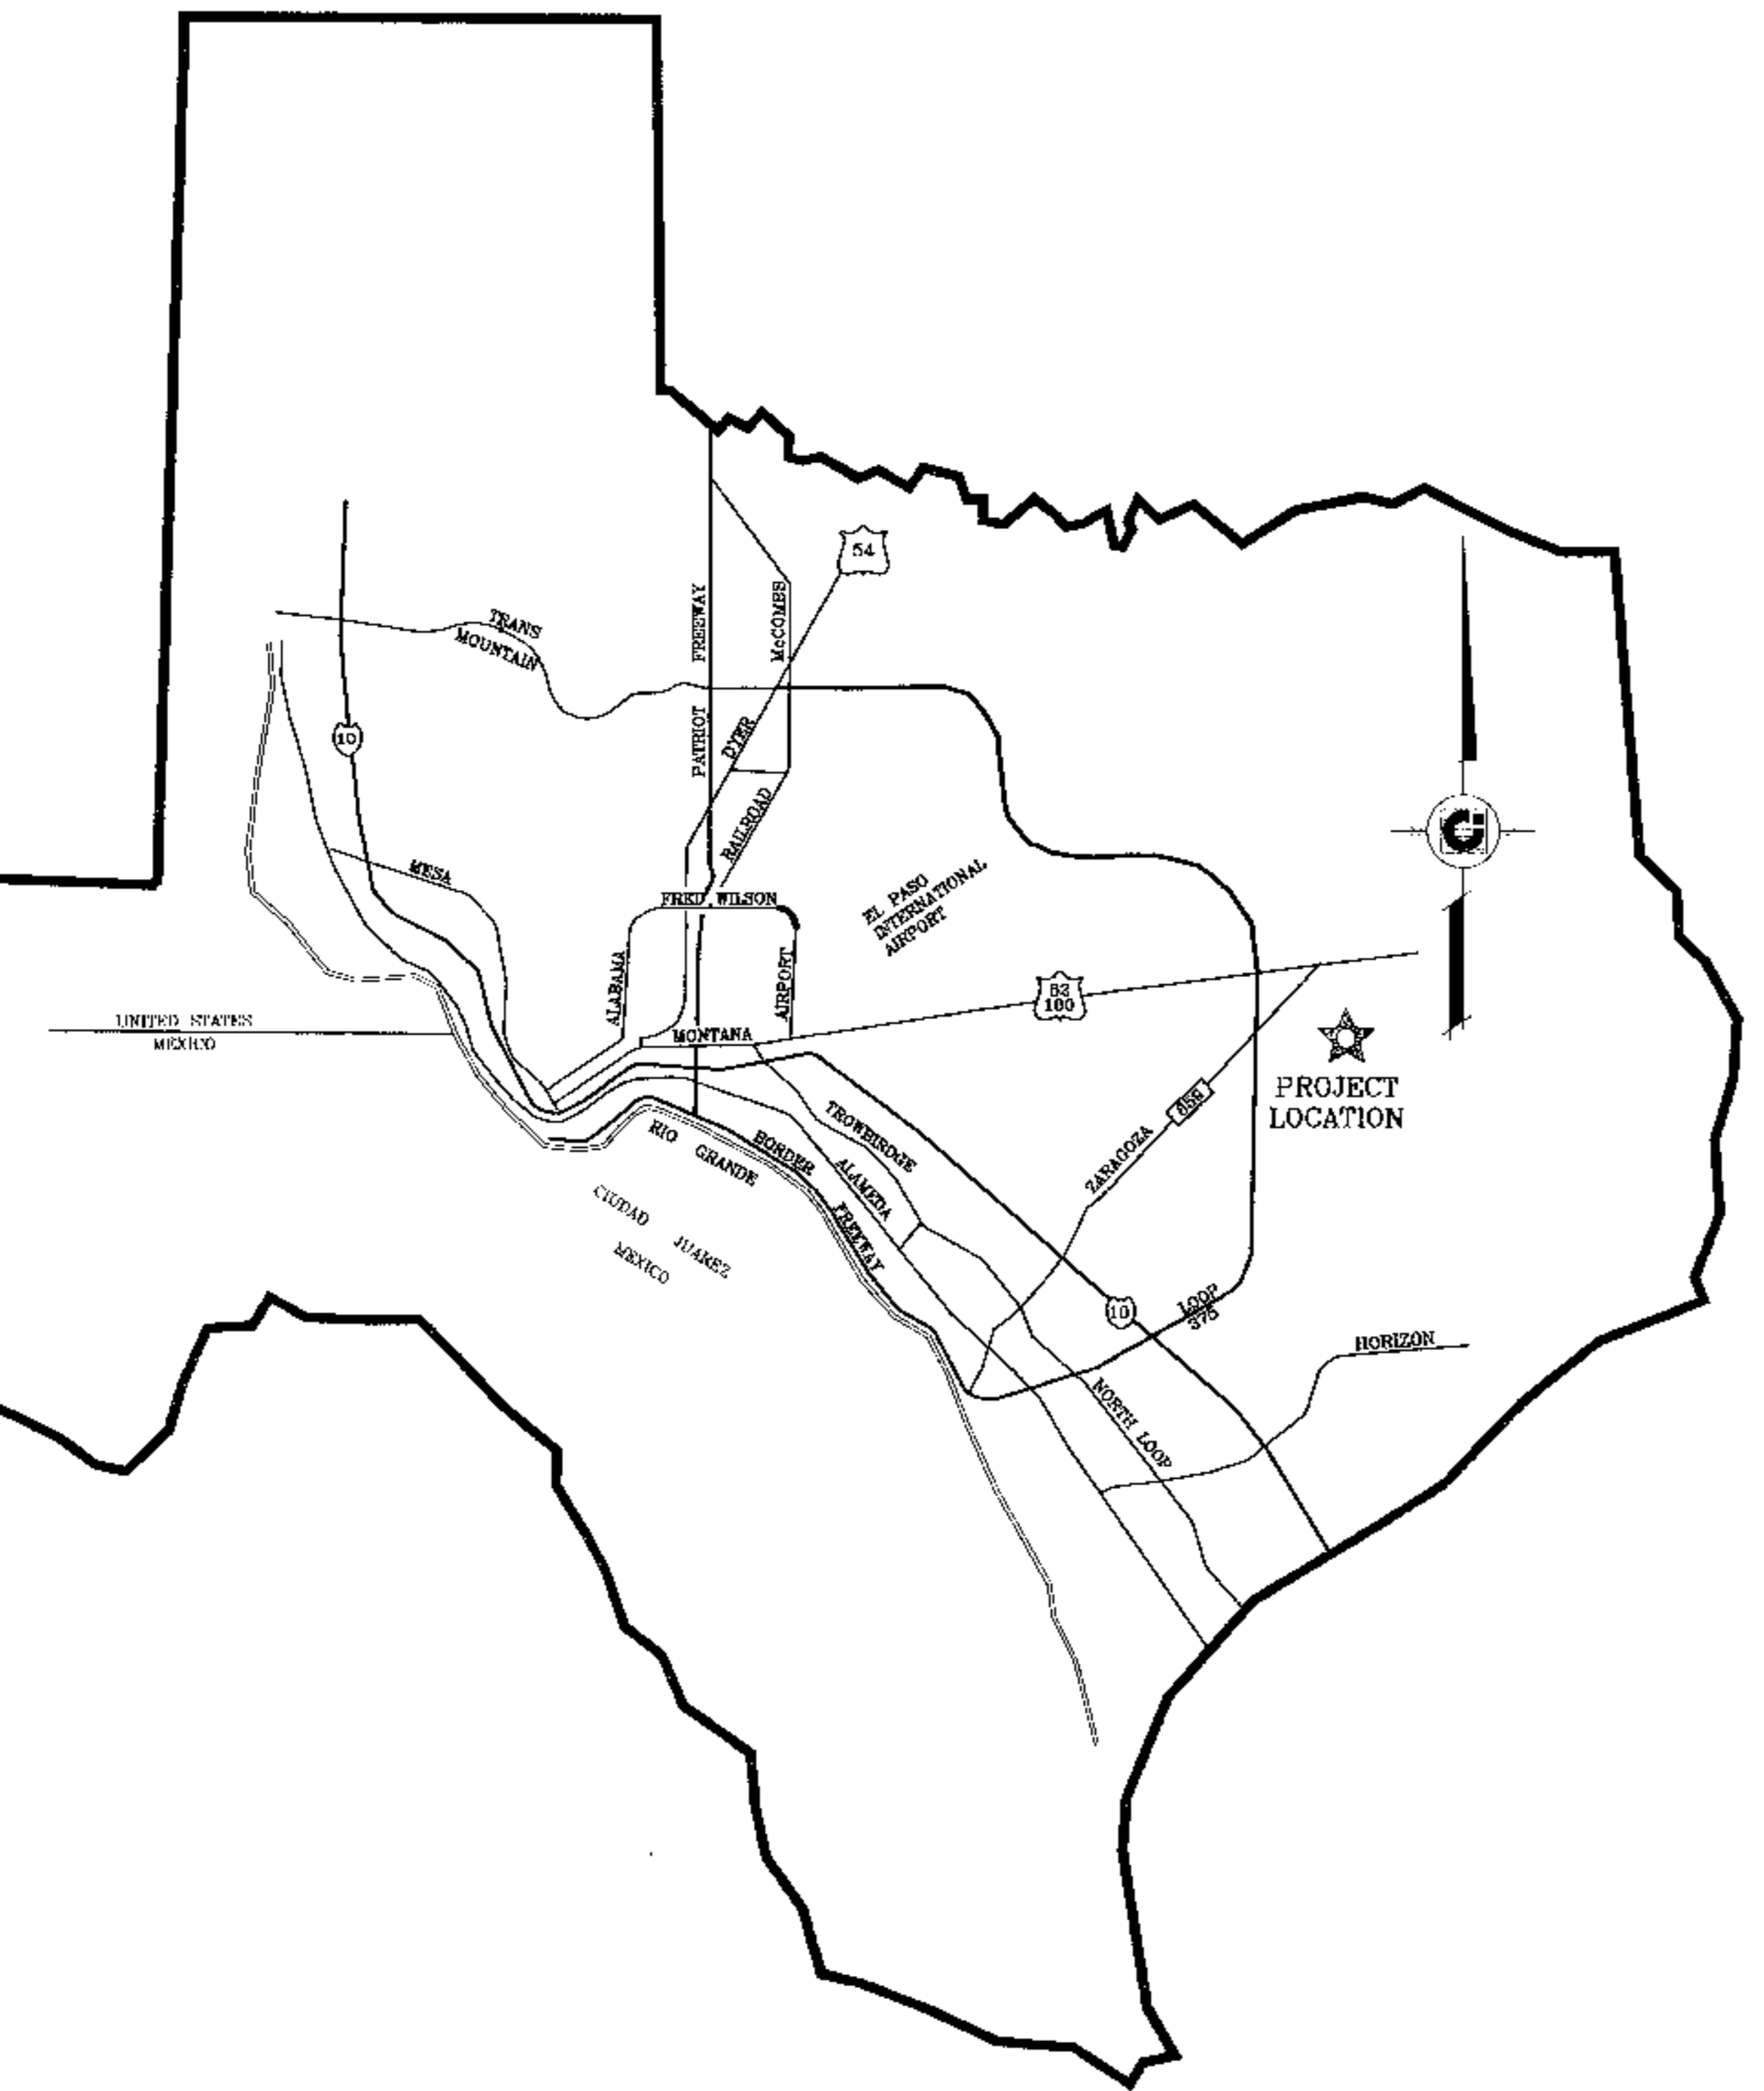 54
TRANS
MOUNTAIN
FREEWAY
McCOMBS
PATRIOT
DYER
10
RAILROAD
MESA
FRED WILSON
EL PASO
INTERNATIONAL
AIRPORT
ALABAMA
AIRPORT
62
180
UNITED STATES
MEXICO
MONTANA
PROJECT
LOCATION
659
TROWBIRDGE
RIO GRANDE
BORDER
FREEWAY
ALAMEDA
ZARAGOZA
CIUDAD JUAREZ
MEXICO
10
LOOP
375
HORIZON
NORTH LOOP